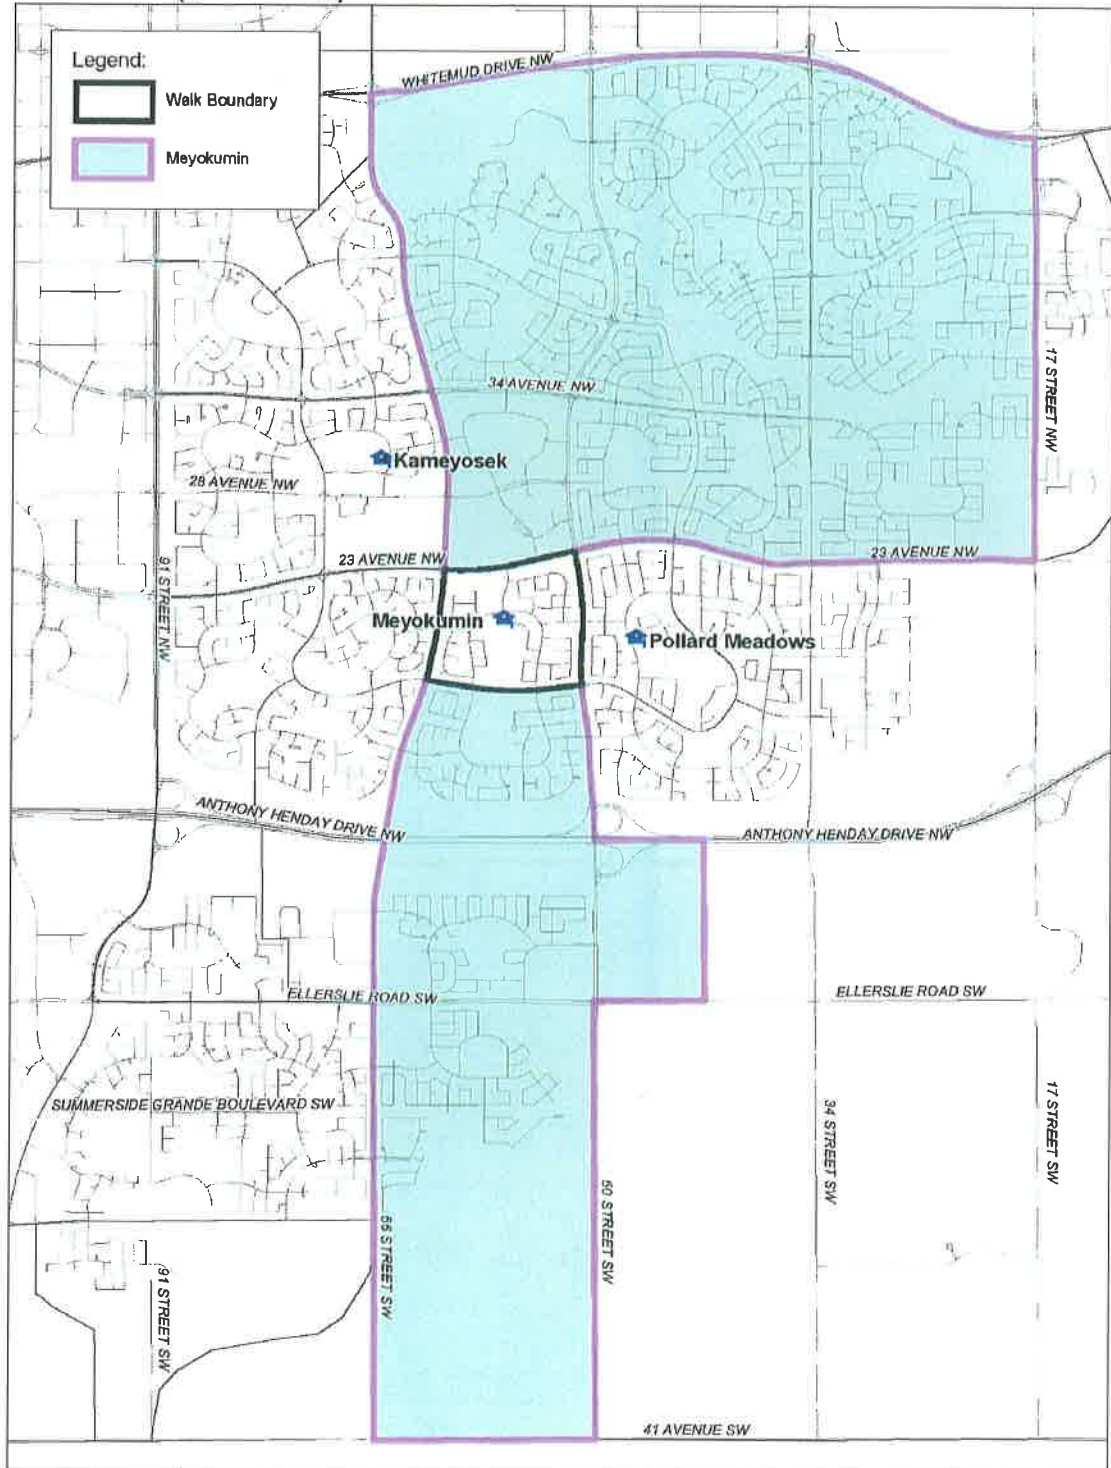 Legend:
Walk Boundary
Meyokumin
WHITEMUD DRIVE NW
17 STREET NW
34 AVENUE NW
Kameyosek
28 AVENUE NW
23 AVENUE NW
23 AVENUE NW
91 STREET NW
Meyokumin
Pollard Meadows
ANTHONY HENDAY DRIVE NW
ANTHONY HENDAY DRIVE NW
ELLERSLIE ROAD SW
ELLERSLIE ROAD SW
SUMMERSIDE GRANDE BOULEVARD SW
34 STREET SW
17 STREET SW
50 STREET SW
66 STREET SW
91 STREET SW
41 AVENUE SW